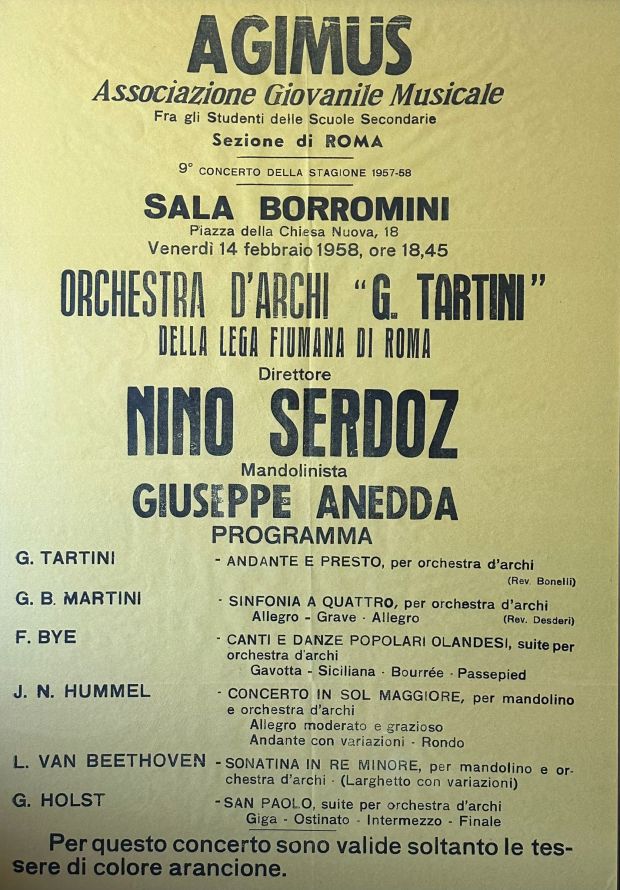 AGIMUS
Associazione Giovanile Musicale
Fra gli Studenti delle Scuole Secondarie
Sezione di ROMA
9° CONCERTO DELLA STAGIONE 1957-58
SALA BORROMINI
Piazza della Chiesa Nuova, 18
Venerdì 14 febbraio 1958, ore 18,45
ORCHESTRA D'ARCHI "G. TARTINI"
DELLA LEGA FIUMANA DI ROMA
Direttore
NINO SERDOZ
Mandolinista
GIUSEPPE ANEDDA
PROGRAMMA
G. TARTINI - ANDANTE E PRESTO, per orchestra d'archi
(Rev. Bonelli)
G. B. MARTINI - SINFONIA A QUATTRO, per orchestra d'archi
Allegro - Grave - Allegro (Rev. Desderi)
F. BYE - CANTI E DANZE POPOLARI OLANDESI, suite per
orchestra d'archi
Gavotta - Siciliana - Bourrée - Passepied
J. N. HUMMEL - CONCERTO IN SOL MAGGIORE, per mandolino
e orchestra d'archi
Allegro moderato e grazioso
Andante con variazioni - Rondo
L. VAN BEETHOVEN - SONATINA IN RE MINORE, per mandolino e or-
chestra d'archi - (Larghetto con variazioni)
G. HOLST - SAN PAOLO, suite per orchestra d'archi
Giga - Ostinato - Intermezzo - Finale
Per questo concerto sono valide soltanto le tes-
sere di colore arancione.